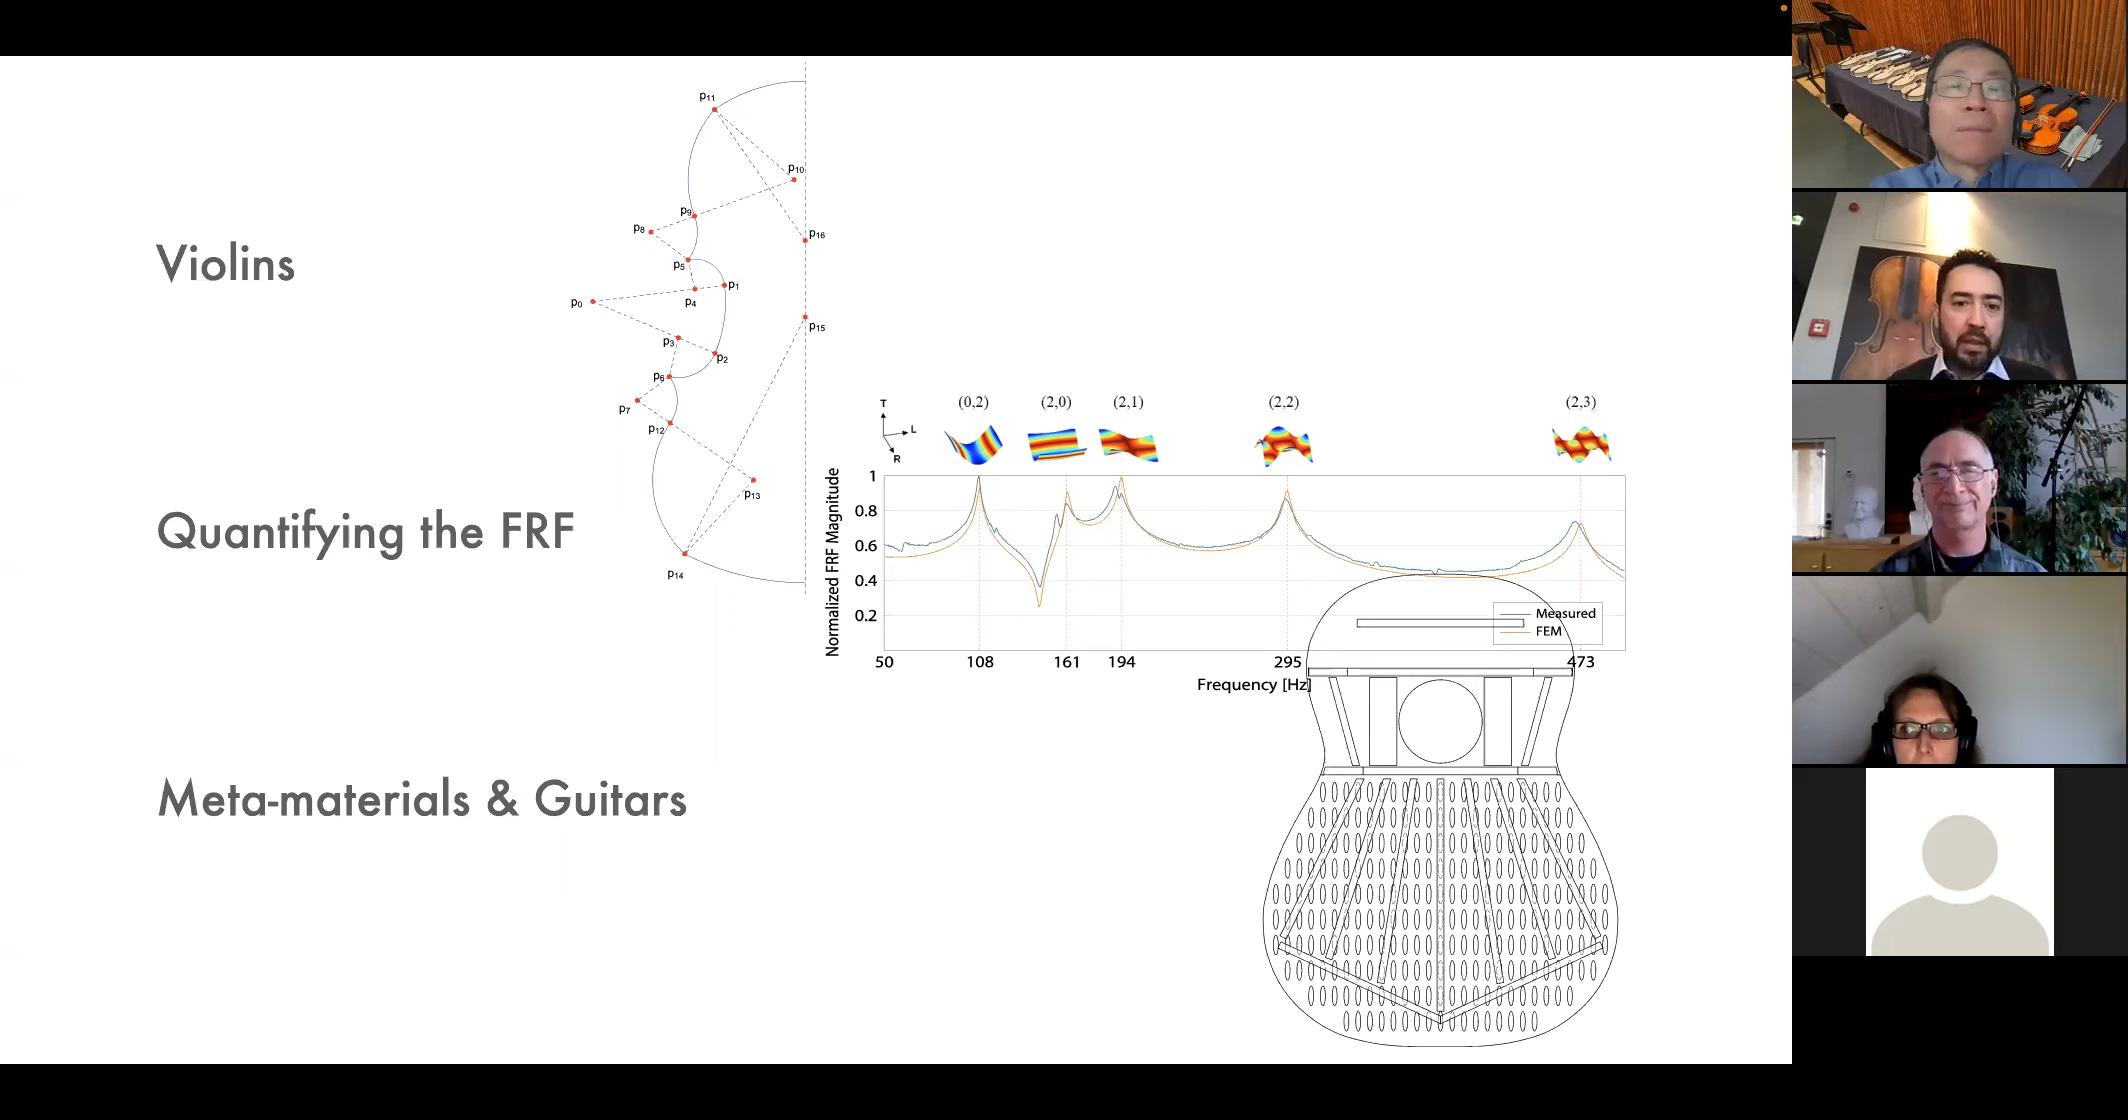 Violins
Quantifying the FRF
Meta-materials & Guitars
p11
p10
p9
p8
p16
p5
p1
p4
p0
p15
p3
p2
p6
p7
p12
p13
p14
T
L
R
(0,2) (2,0) (2,1) (2,2) (2,3)
Normalized FRF Magnitude
1
0.8
0.6
0.4
0.2
Measured
FEM
50 108 161 194 295 473
Frequency [Hz]